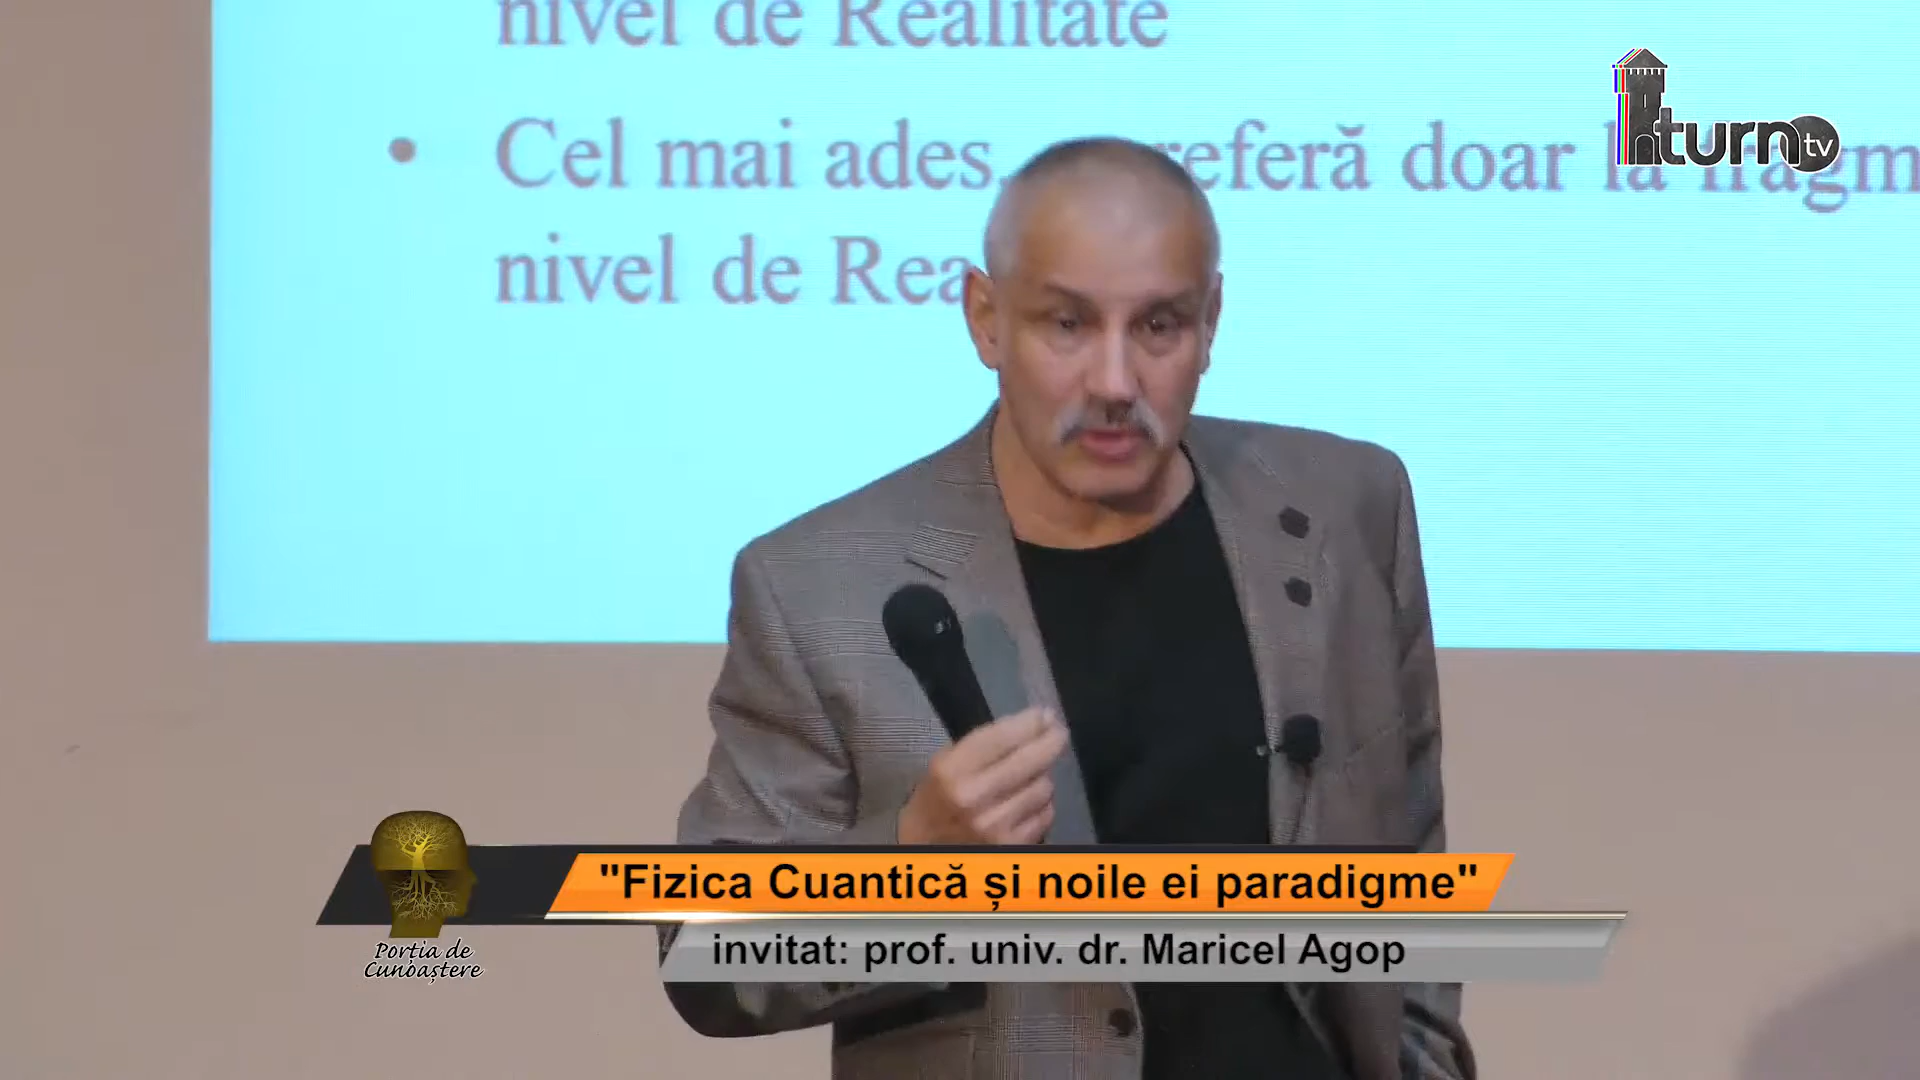 nivel de Realitate
• Cel mai ades, referă doar la fragm
nivel de Rea
turn tv
"Fizica Cuantică și noile ei paradigme"
invitat: prof. univ. dr. Maricel Agop
Porția de
Cunoaștere